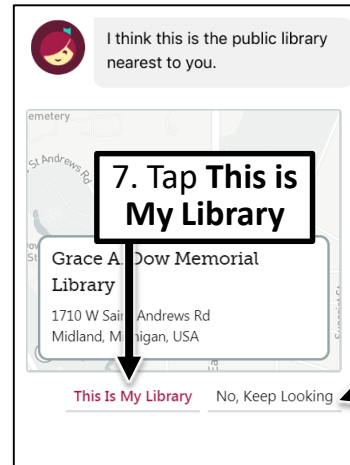 I think this is the public library
nearest to you.
emetery
St Andrews
7. Tap This is
My Library
St
Grace A. Dow Memorial
Library
1710 W Saint Andrews Rd
Midland, Michigan, USA
This Is My Library No, Keep Looking